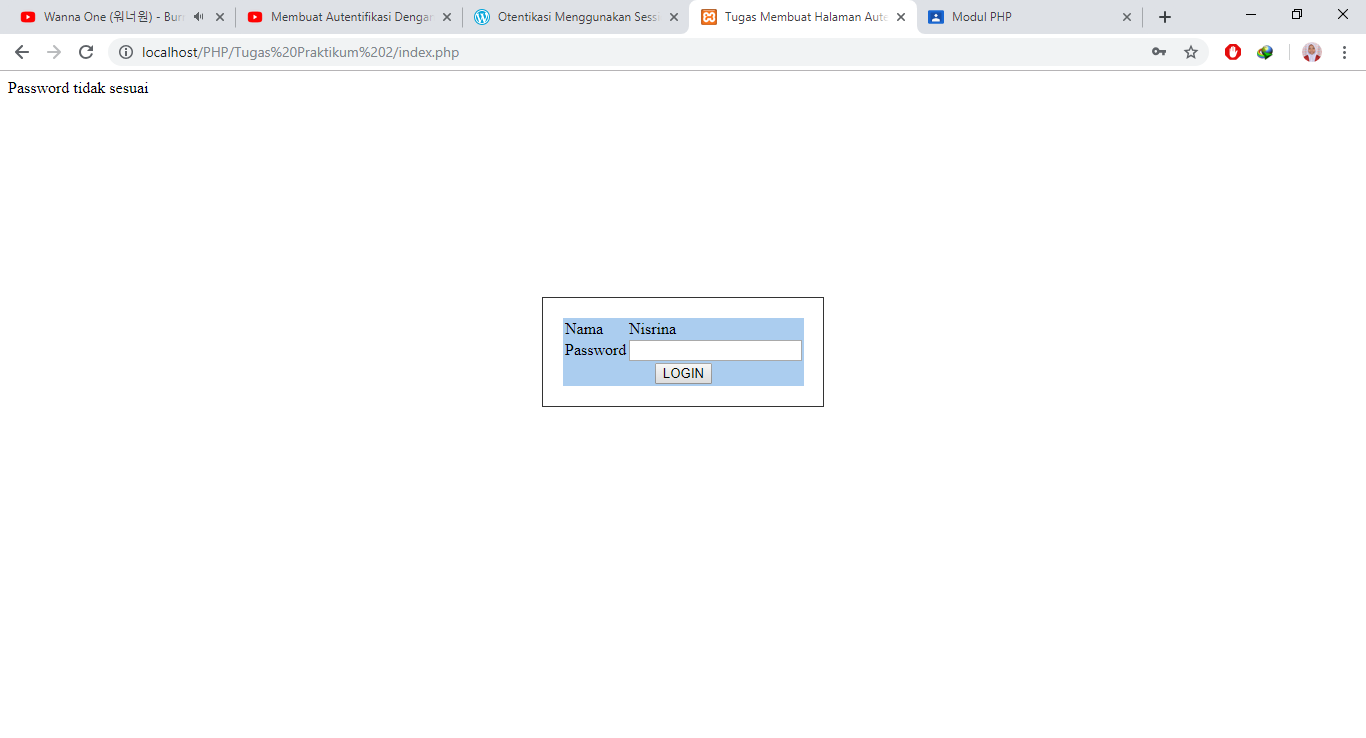 Wanna One (워너원) - Bur
Membuat Autentifikasi Dengan
Otentikasi Menggunakan Sessi
Tugas Membuat Halaman Aute
Modul PHP
localhost/PHP/Tugas%20Praktikum%202/index.php
Password tidak sesuai
Nama Nisrina
Password
LOGIN